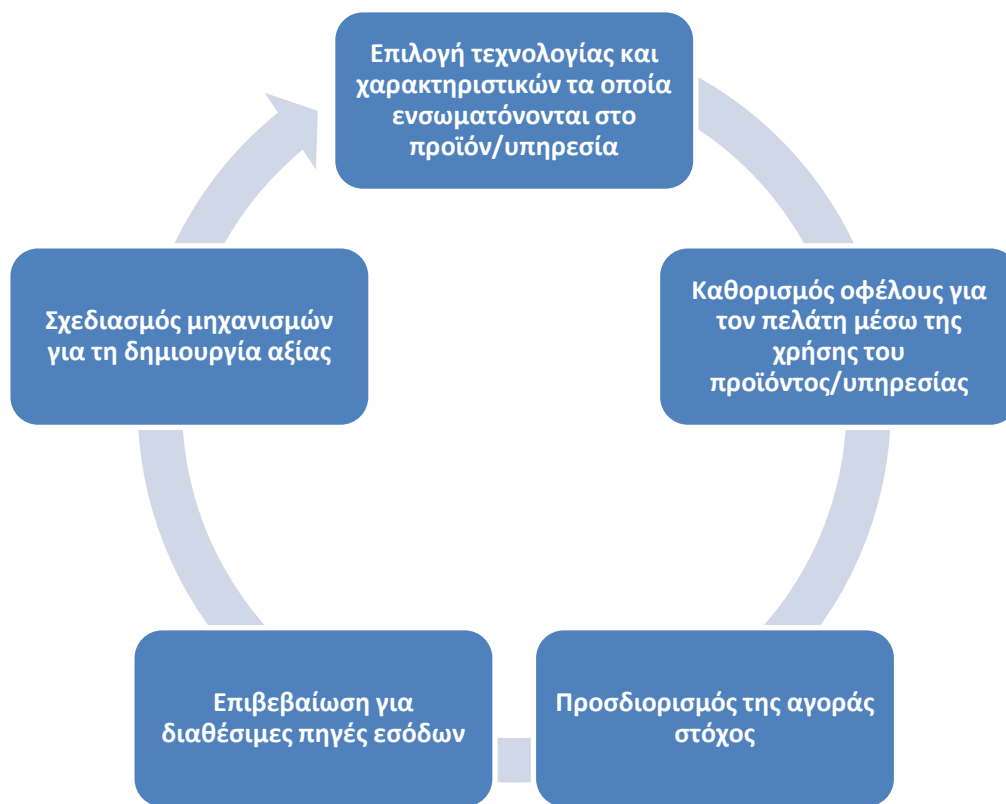 Επιλογή τεχνολογίας και
χαρακτηριστικών τα οποία
ενσωματόνονται στο
προϊόν/υπηρεσία
Καθορισμός οφέλους για
τον πελάτη μέσω της
χρήσης του
προϊόντος/υπηρεσίας
Προσδιορισμός της αγοράς
στόχος
Επιβεβαίωση για
διαθέσιμες πηγές εσόδων
Σχεδιασμός μηχανισμών
για τη δημιουργία αξίας